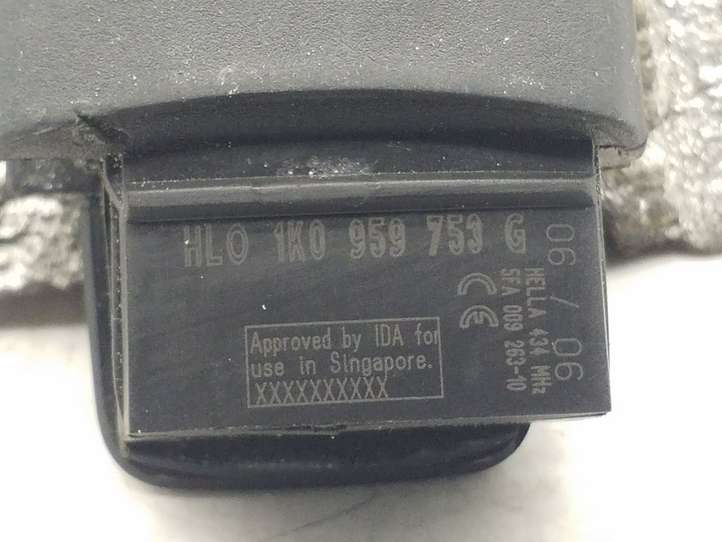 HLO 1K0 959 753 G
Approved by IDA for
use in Singapore.
XXXXXXXXXX
CE
HELLA 434 MHz
5FA 009 263-10
06 / 06